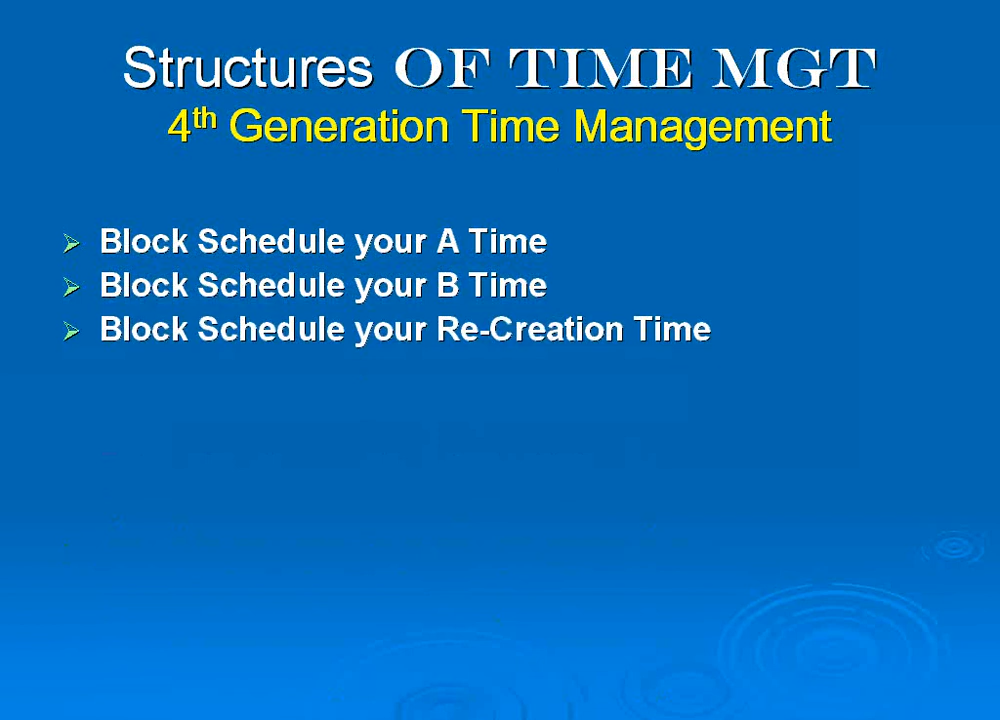 Structures OF TIME MGT
4th Generation Time Management
Block Schedule your A Time
Block Schedule your B Time
Block Schedule your Re-Creation Time